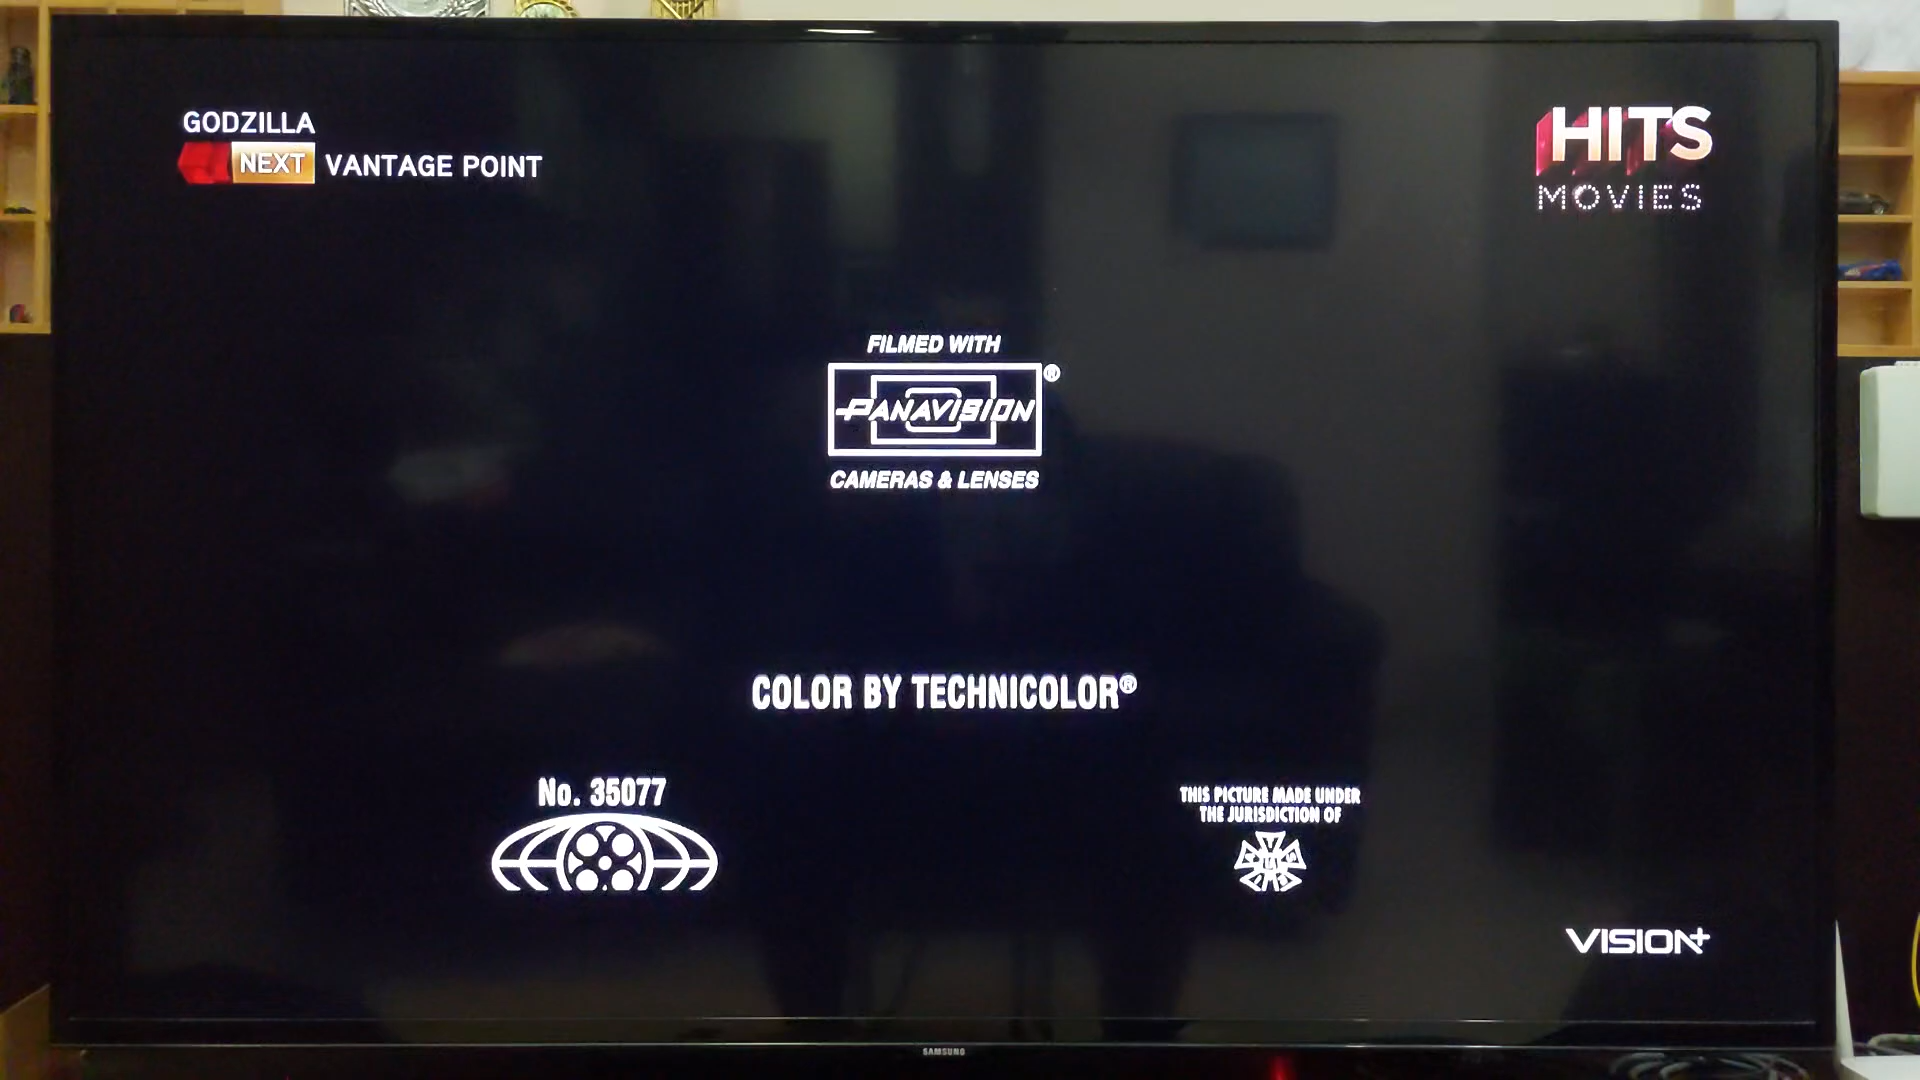 GODZILLA
NEXT VANTAGE POINT
HITS
MOVIES
FILMED WITH
PANAVISION®
CAMERAS & LENSES
COLOR BY TECHNICOLOR®
No. 35077
THIS PICTURE MADE UNDER
THE JURISDICTION OF
VISION+
SAMSUNG